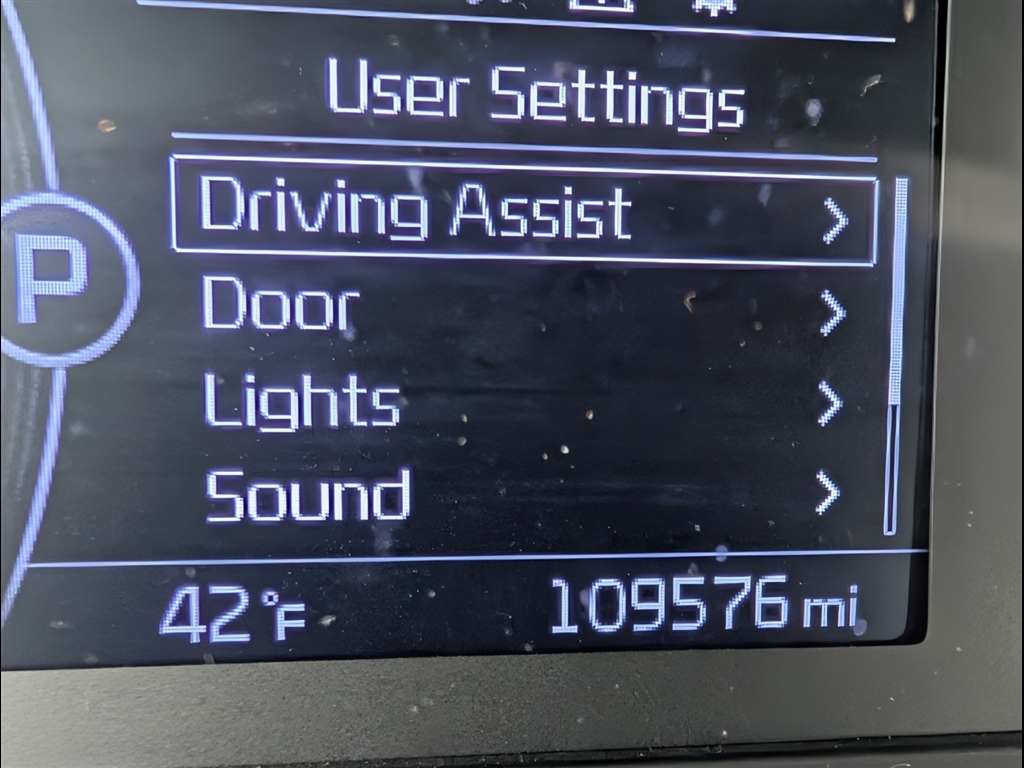 User Settings
Driving Assist >
P
Door >
Lights >
Sound >
42°F 109576 mi